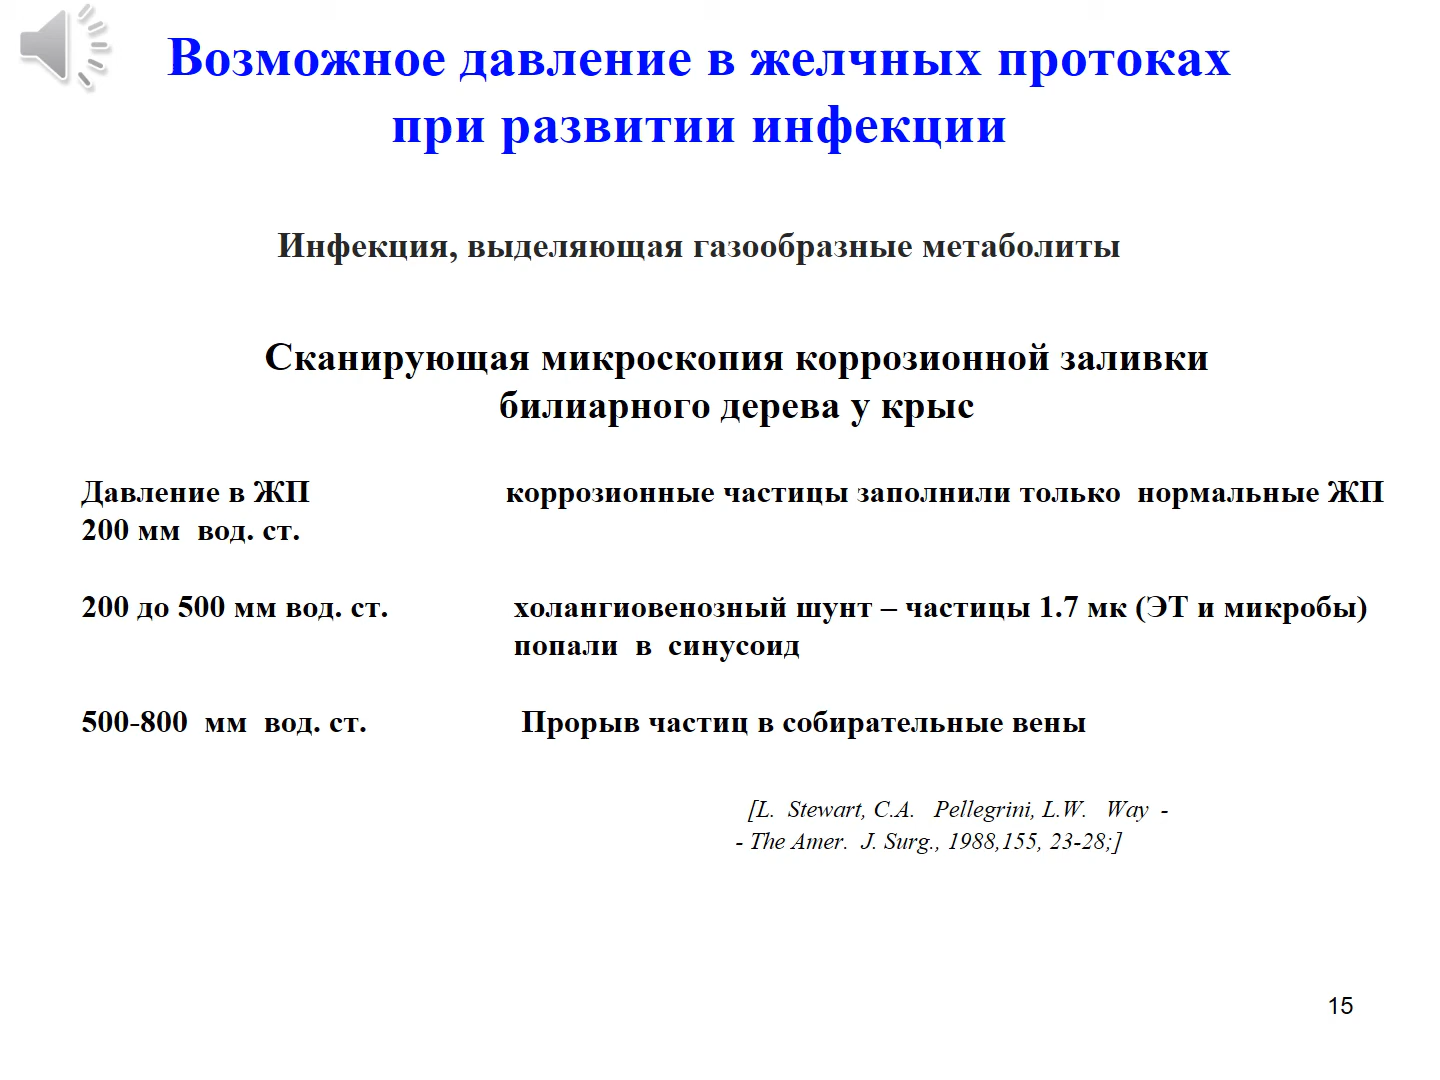 Возможное давление в желчных протоках
при развитии инфекции
Инфекция, выделяющая газообразные метаболиты
Сканирующая микроскопия коррозионной заливки
билиарного дерева у крыс
Давление в ЖП коррозионные частицы заполнили только нормальные ЖП
200 мм вод. ст.
200 до 500 мм вод. ст. холангиовенозный шунт – частицы 1.7 мк (ЭТ и микробы)
попали в синусоид
500-800 мм вод. ст. Прорыв частиц в собирательные вены
[L. Stewart, C.A. Pellegrini, L.W. Way -
- The Amer. J. Surg., 1988,155, 23-28;]
15